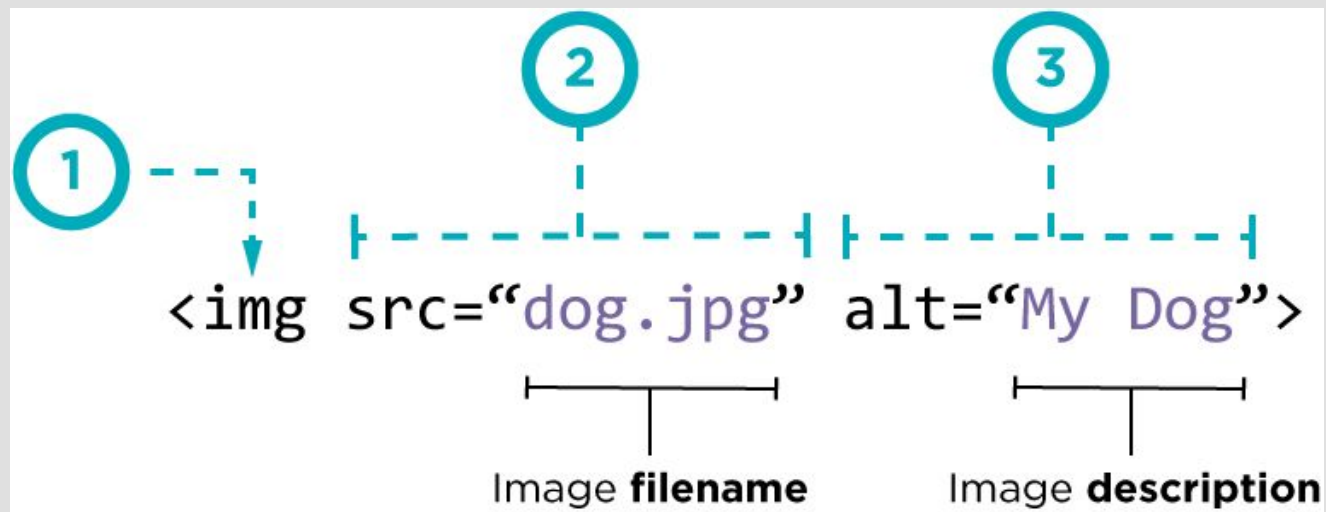 2
3
1
<img src=“dog.jpg” alt=“My Dog”>
Image filename
Image description